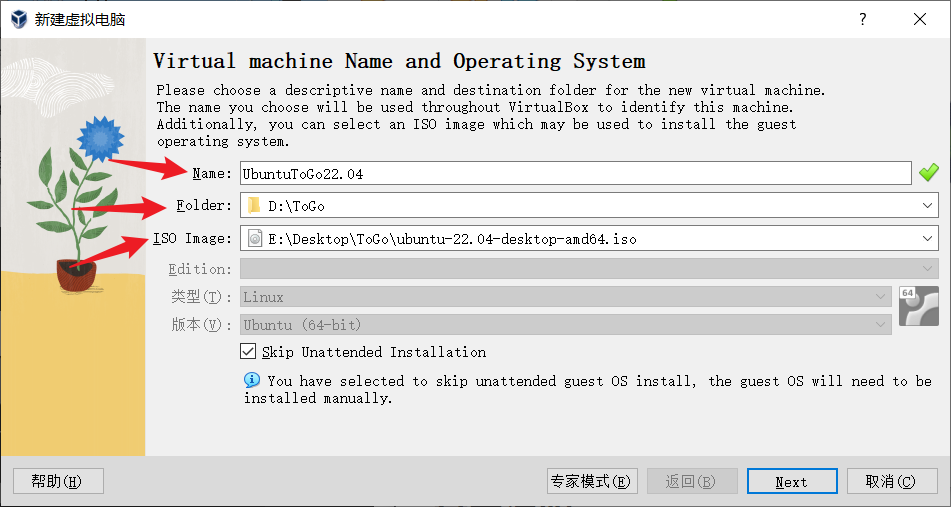 新建虚拟电脑
?
Virtual machine Name and Operating System
Please choose a descriptive name and destination folder for the new virtual machine.
The name you choose will be used throughout VirtualBox to identify this machine.
Additionally, you can select an ISO image which may be used to install the guest
operating system.
Name: UbuntuToGo22.04
Folder: D:\ToGo
ISO Image: E:\Desktop\ToGo\ubuntu-22.04-desktop-amd64.iso
Edition:
类型(T): Linux
64
版本(V): Ubuntu (64-bit)
Skip Unattended Installation
You have selected to skip unattended guest OS install, the guest OS will need to be
installed manually.
帮助(H) 专家模式(E) 返回(B) Next 取消(C)